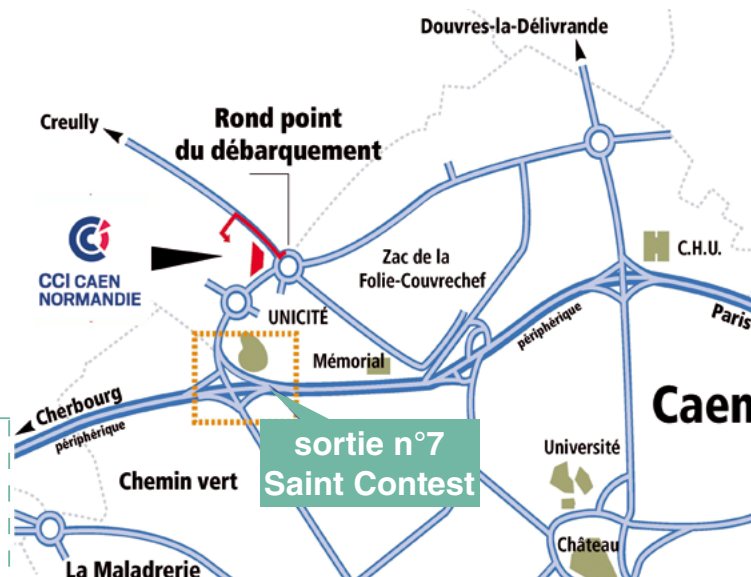 Douvres-la-Délivrande
Creully
Rond point
du débarquement
CCI CAEN
NORMANDIE
Zac de la
Folie-Couvrechef
C.H.U.
UNICITÉ
Paris
périphérique
Mémorial
Cherbourg
périphérique
Caen
sortie n°7
Saint Contest
Université
Chemin vert
Château
La Maladrerie